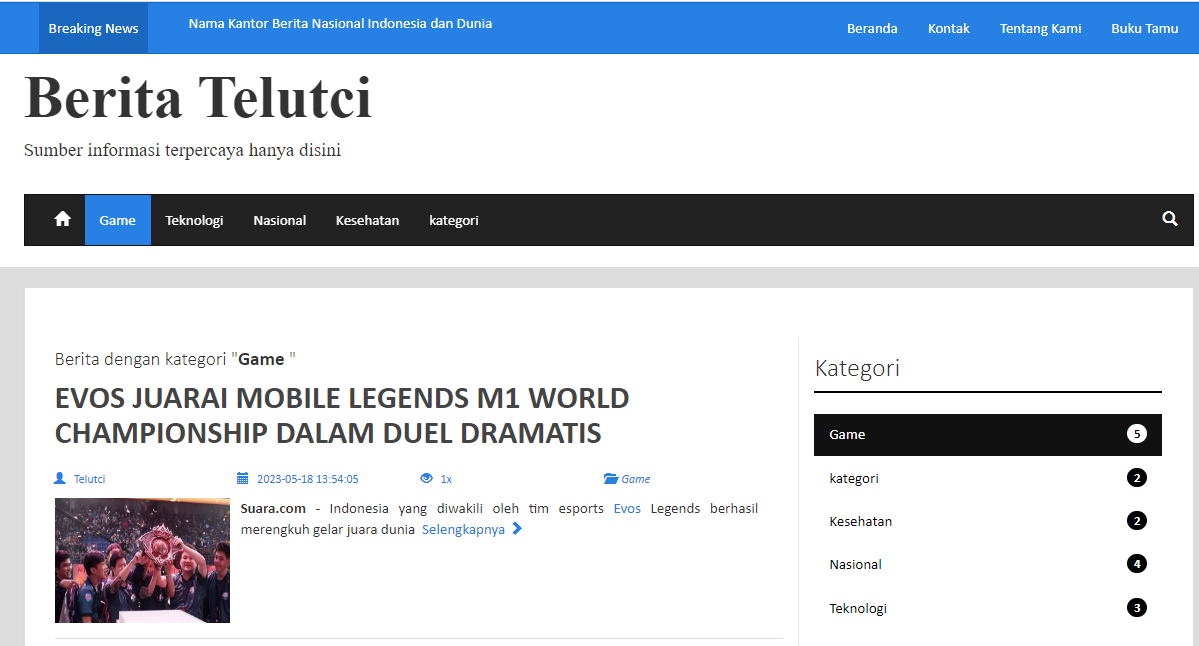 Breaking News
Nama Kantor Berita Nasional Indonesia dan Dunia
Beranda Kontak Tentang Kami Buku Tamu
Berita Telutci
Sumber informasi terpercaya hanya disini
Game Teknologi Nasional Kesehatan kategori
Berita dengan kategori "Game "
EVOS JUARAI MOBILE LEGENDS M1 WORLD
CHAMPIONSHIP DALAM DUEL DRAMATIS
Telutci 2023-05-18 13:54:05 1x Game
Suara.com - Indonesia yang diwakili oleh tim esports Evos Legends berhasil
merengkuh gelar juara dunia Selengkapnya
Kategori
Game 5
kategori 2
Kesehatan 2
Nasional 4
Teknologi 3